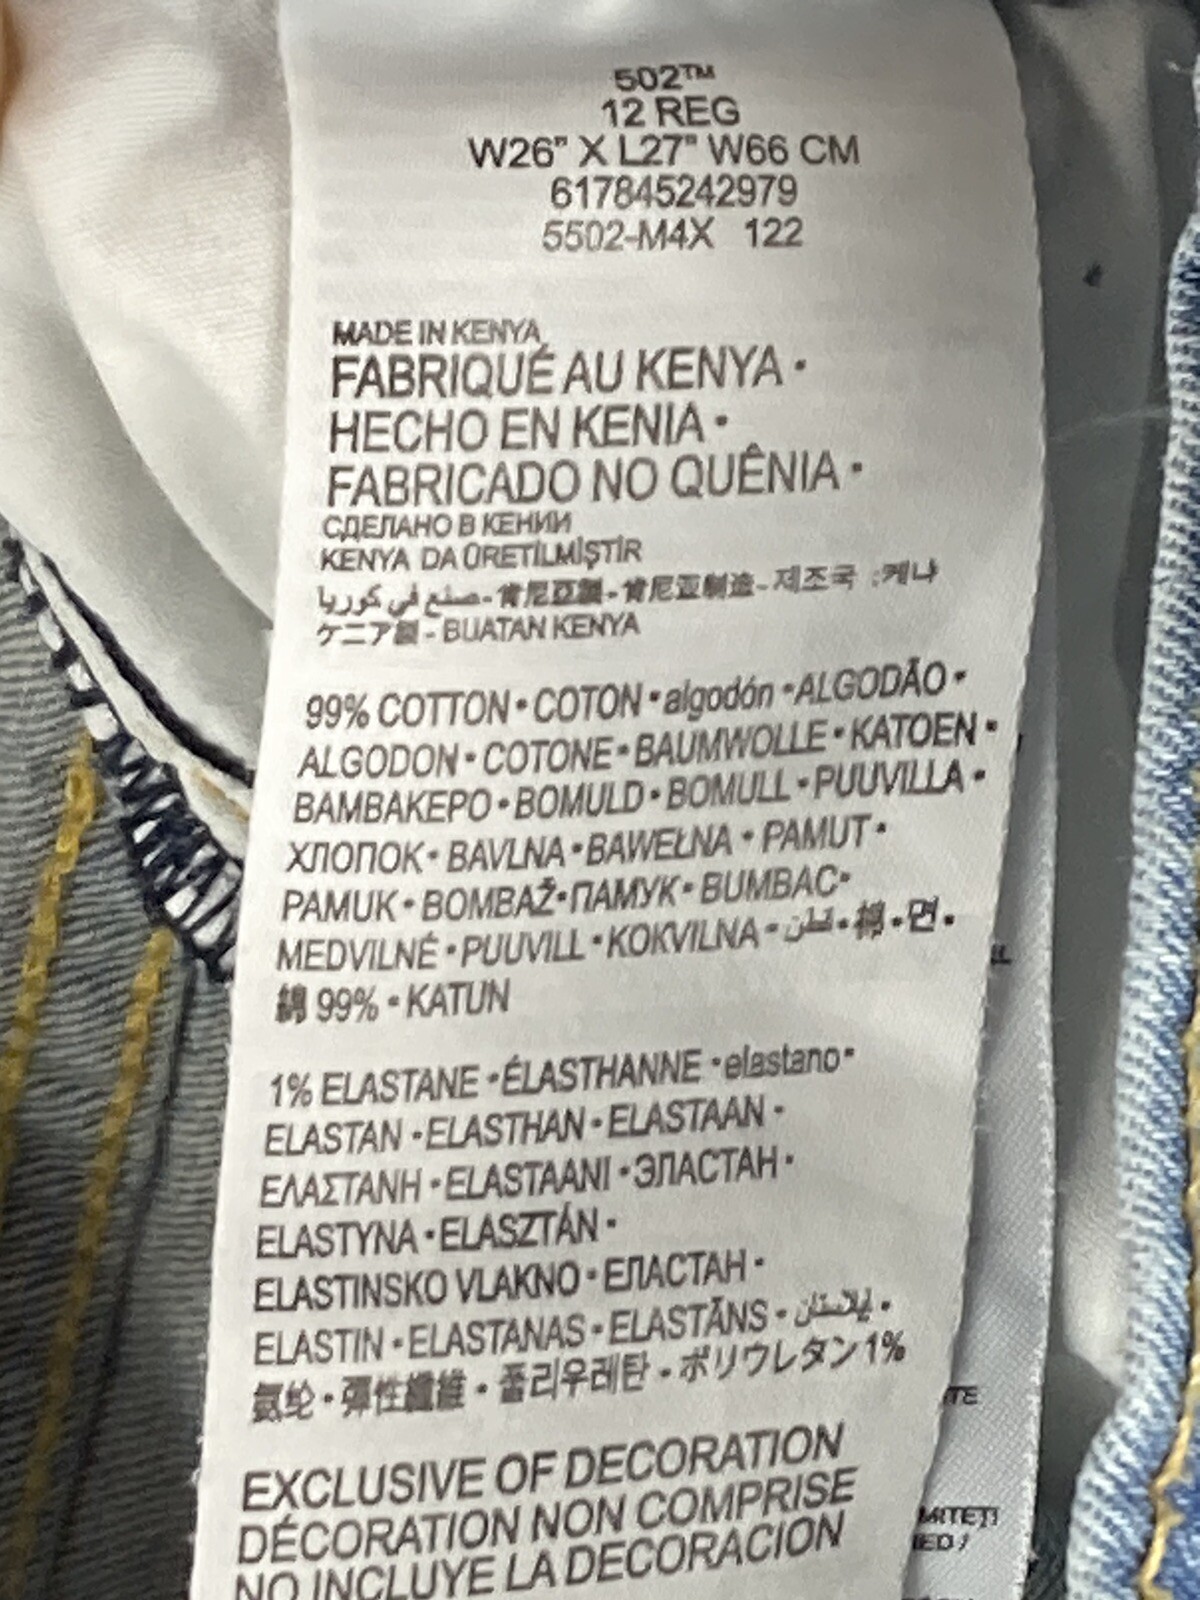 502™
12 REG
W26" X L27" W66 CM
617845242979
5502-M4X 122
MADE IN KENYA
FABRIQUÉ AU KENYA •
HECHO EN KENIA •
FABRICADO NO QUÊNIA •
СДЕЛАНО В КЕНИИ
KENYA DA ÜRETİLMİŞTİR
صنع في كوريا - 肯尼亞製 - 肯尼亚制造 - 제조국 : 케냐
ケニア製 - BUATAN KENYA
99% COTTON • COTON • algodón • ALGODÃO •
ALGODON • COTONE • BAUMWOLLE • KATOEN •
BAMBAKEPO • BOMULD • BOMULL • PUUVILLA •
ХЛОПОК • BAVLNA • BAWEŁNA • PAMUT •
PAMUK • BOMBAŽ • ПАМУК • BUMBAC •
MEDVILNÉ • PUUVILL • KOKVILNA • قطن • 棉 • 면 •
綿 99% • KATUN
1% ELASTANE • ÉLASTHANNE • elastano •
ELASTAN • ELASTHAN • ELASTAAN •
ΕΛΑΣΤΑΝΗ • ELASTAANI • ЭЛАСТАН •
ELASTYNA • ELASZTÁN •
ELASTINSKO VLAKNO • ЕЛАСТАН •
ELASTIN • ELASTANAS • ELASTĀNS • يلاستان •
氨纶 • 彈性纖維 • 폴리우레탄 • ポリウレタン 1%
EXCLUSIVE OF DECORATION
DÉCORATION NON COMPRISE
NO INCLUYE LA DECORACION